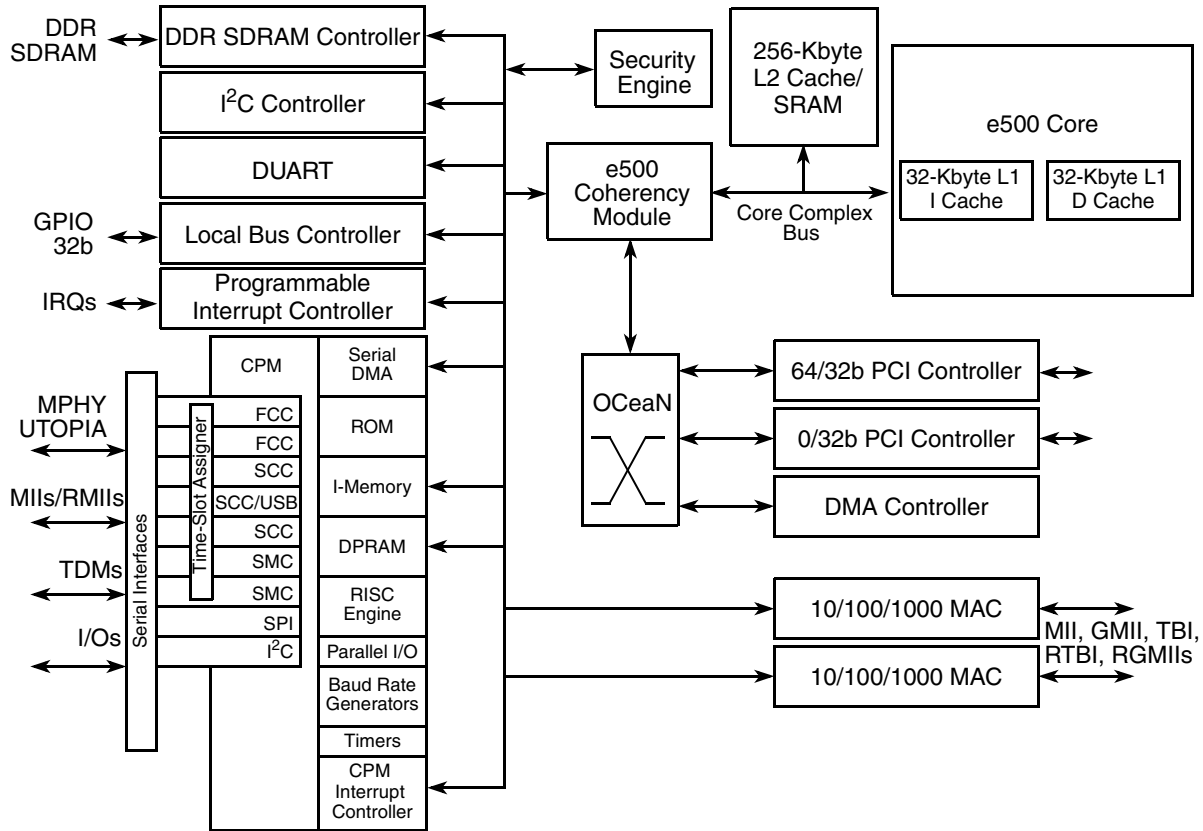 DDR
SDRAM
DDR SDRAM Controller
I²C Controller
DUART
GPIO
32b
Local Bus Controller
IRQs
Programmable
Interrupt Controller
Security
Engine
256-Kbyte
L2 Cache/
SRAM
e500 Core
32-Kbyte L1
I Cache
32-Kbyte L1
D Cache
e500
Coherency
Module
Core Complex
Bus
CPM
Serial
DMA
ROM
I-Memory
DPRAM
RISC
Engine
Parallel I/O
Baud Rate
Generators
Timers
CPM
Interrupt
Controller
MPHY
UTOPIA
MIIs/RMIIs
TDMs
I/Os
Serial Interfaces
Time-Slot Assigner
FCC
FCC
SCC
SCC/USB
SCC
SMC
SMC
SPI
I²C
OCeaN
64/32b PCI Controller
0/32b PCI Controller
DMA Controller
10/100/1000 MAC
10/100/1000 MAC
MII, GMII, TBI,
RTBI, RGMIIs